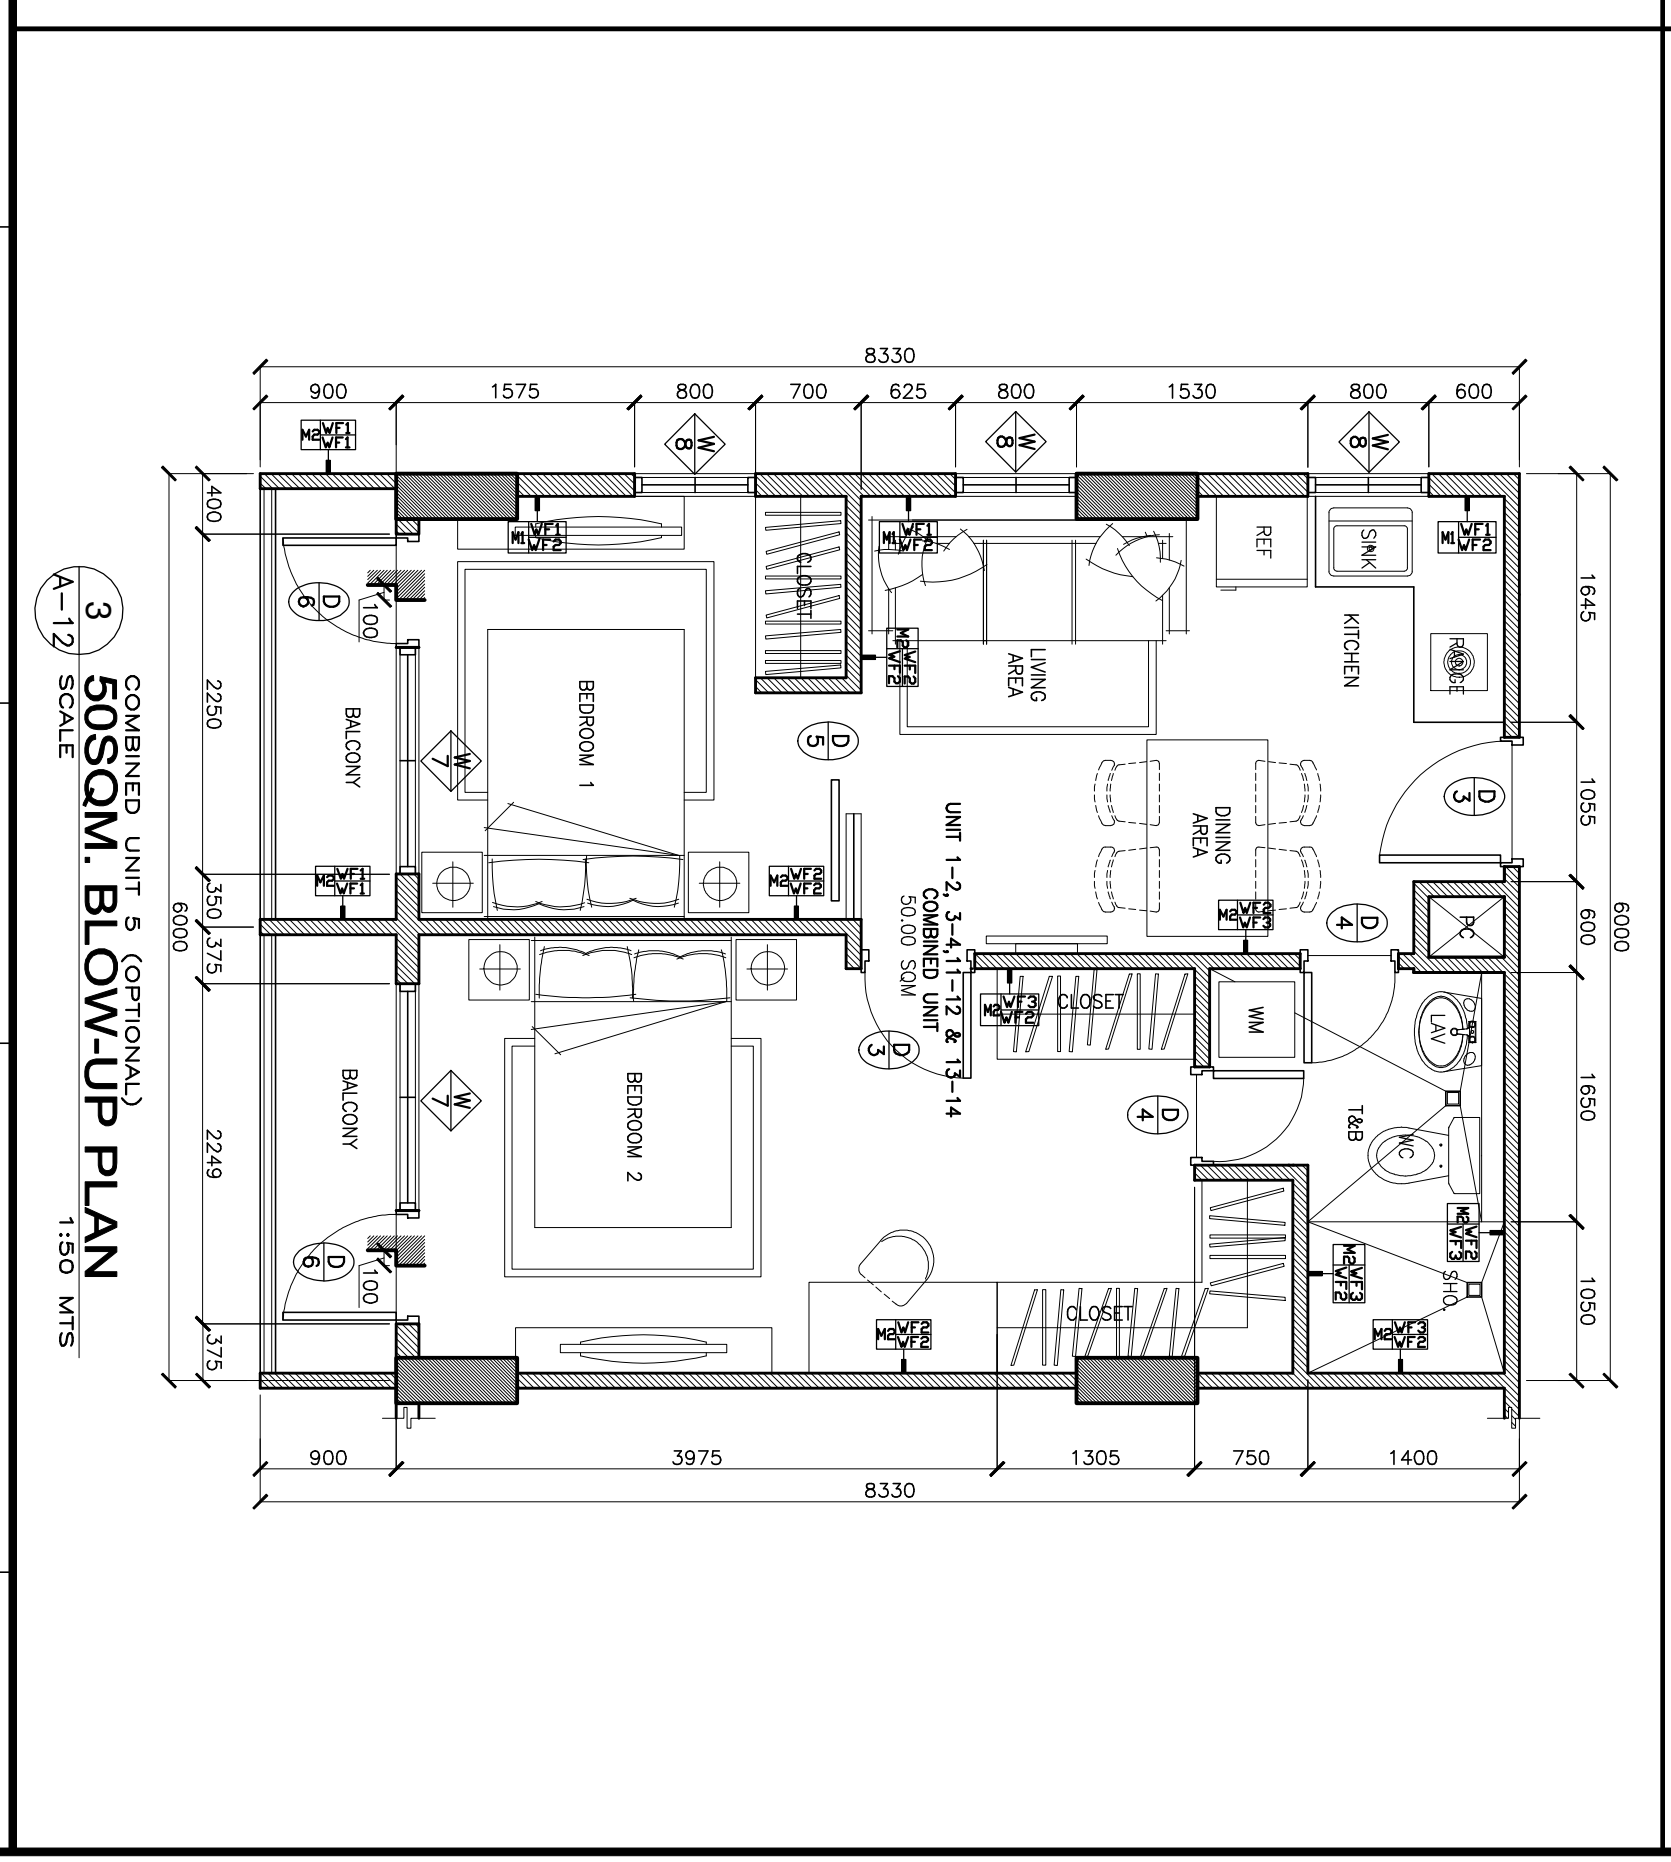 8330
900
1575
800
700
625
800
1530
800
600
W
8
W
8
W
8
M2 WF1
WF1
M1 WF1
WF2
M1 WF1
WF2
M1 WF1
WF2
6000
1645
1055
600
1650
1050
400
2250
350
375
2249
375
6000
REF
SINK
RANGE
KITCHEN
CLOSET
LIVING
AREA
M2 WF2
WF2
D
6
100
BALCONY
BEDROOM 1
W
7
D
5
D
3
DINING
AREA
M2 WF1
WF1
M2 WF2
WF2
M2 WF2
WF3
D
4
PC
UNIT 1-2, 3-4,11-12 & 13-14
COMBINED UNIT
50.00 SQM
M2 WF3
WF2
CLOSET
WM
LAV
D
3
D
4
T&B
WC
BALCONY
W
7
BEDROOM 2
M2 WF2
WF3
M2 WF3
WF2
SHO.
D
6
100
CLOSET
M2 WF2
WF2
M2 WF3
WF2
900
3975
1305
750
1400
8330
3
A-12
COMBINED UNIT 5 (OPTIONAL)
50SQM. BLOW-UP PLAN
SCALE 1:50 MTS